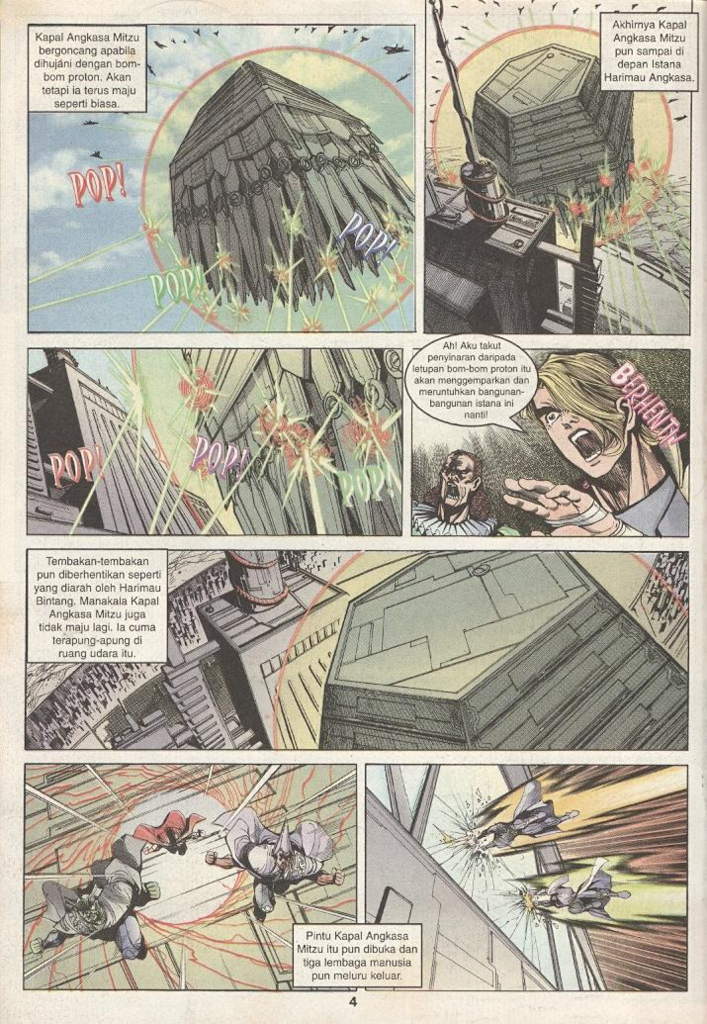 Kapal Angkasa Mitzu
bergoncang apabila
dihujani dengan bom-
bom proton. Akan
tetapi ia terus maju
seperti biasa.
POP!
POP!
POP!
Akhirnya Kapal
Angkasa Mitzu
pun sampai di
depan Istana
Harimau Angkasa.
POP!
POP!
POP!
Ah! Aku takut
penyinaran daripada
letupan bom-bom proton itu
akan menggemparkan dan
meruntuhkan bangunan-
bangunan istana ini
nanti!
BERHENTI!
Tembakan-tembakan
pun diberhentikan seperti
yang diarah oleh Harimau
Bintang. Manakala Kapal
Angkasa Mitzu juga
tidak maju lagi. Ia cuma
terapung-apung di
ruang udara itu.
Pintu Kapal Angkasa
Mitzu itu pun dibuka dan
tiga lembaga manusia
pun meluru keluar.
4